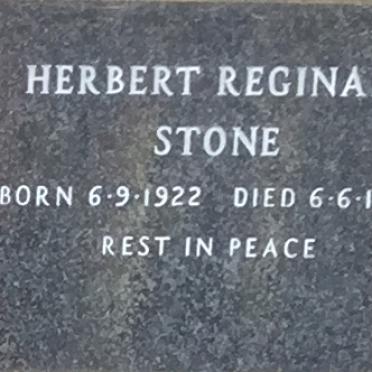 HERBERT REGINA
STONE
BORN 6·9·1922 DIED 6·6·1
REST IN PEACE